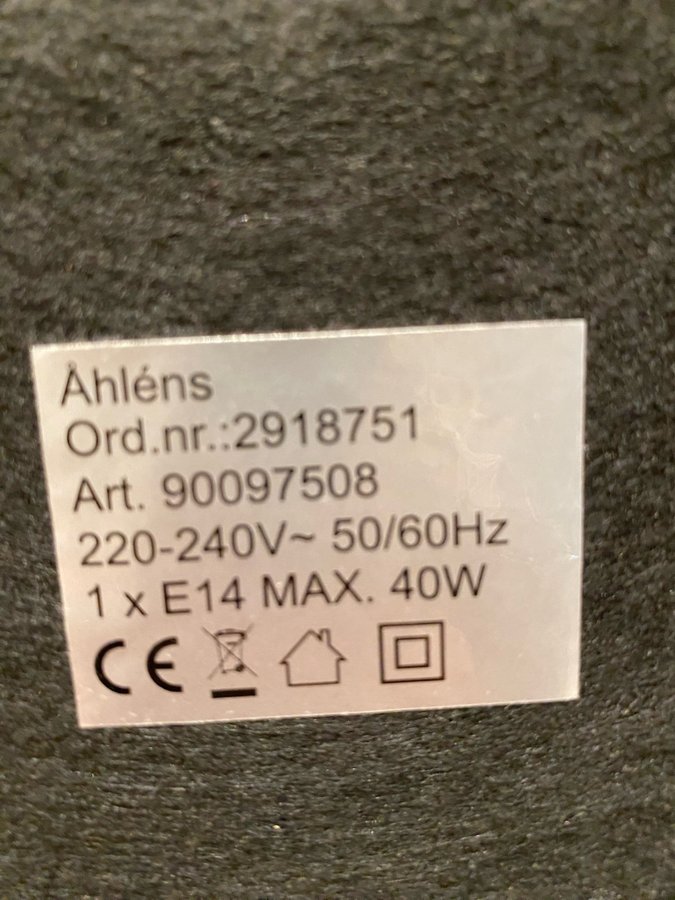 Åhléns
Ord.nr.:2918751
Art. 90097508
220-240V~ 50/60Hz
1 x E14 MAX. 40W
CE